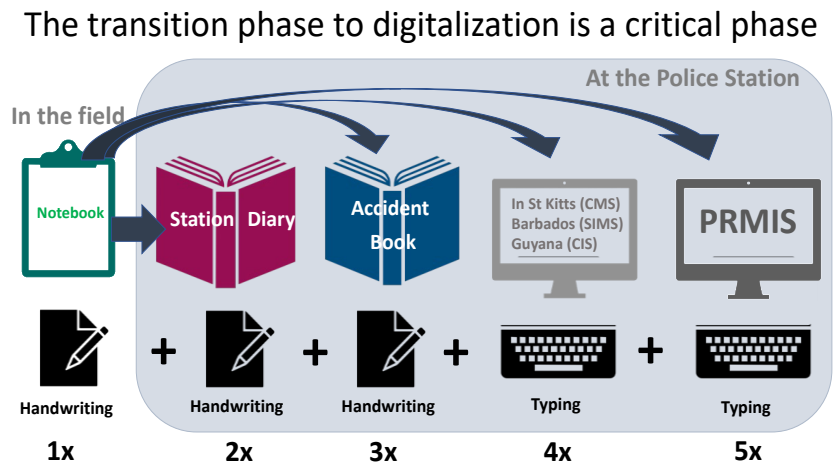 The transition phase to digitalization is a critical phase
At the Police Station
In the field
Notebook
Station Diary
Accident
Book
In St Kitts (CMS)
Barbados (SIMS)
Guyana (CIS)
PRMIS
+ + + +
Handwriting Handwriting Handwriting Typing Typing
1x 2x 3x 4x 5x